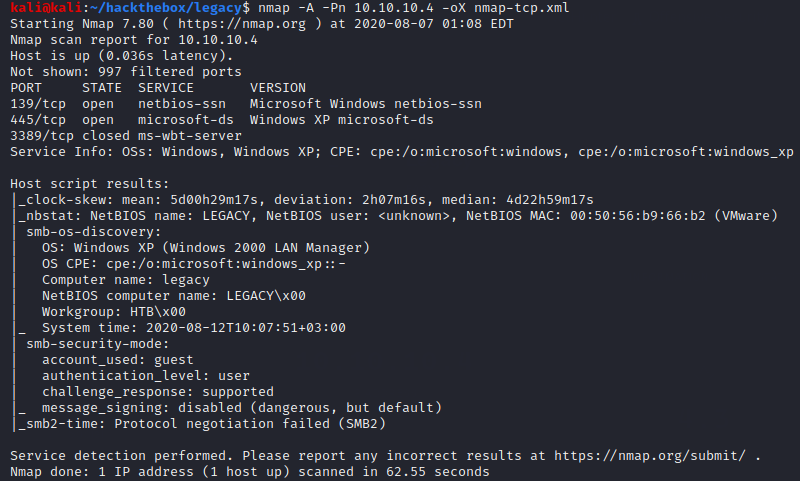 kali@kali:~/hackthebox/legacy$ nmap -A -Pn 10.10.10.4 -oX nmap-tcp.xml
Starting Nmap 7.80 ( https://nmap.org ) at 2020-08-07 01:08 EDT
Nmap scan report for 10.10.10.4
Host is up (0.036s latency).
Not shown: 997 filtered ports
PORT     STATE  SERVICE       VERSION
139/tcp  open   netbios-ssn   Microsoft Windows netbios-ssn
445/tcp  open   microsoft-ds  Windows XP microsoft-ds
3389/tcp closed ms-wbt-server
Service Info: OSs: Windows, Windows XP; CPE: cpe:/o:microsoft:windows, cpe:/o:microsoft:windows_xp

Host script results:
|_clock-skew: mean: 5d00h29m17s, deviation: 2h07m16s, median: 4d22h59m17s
|_nbstat: NetBIOS name: LEGACY, NetBIOS user: <unknown>, NetBIOS MAC: 00:50:56:b9:66:b2 (VMware)
| smb-os-discovery:
|   OS: Windows XP (Windows 2000 LAN Manager)
|   OS CPE: cpe:/o:microsoft:windows_xp::-
|   Computer name: legacy
|   NetBIOS computer name: LEGACY\x00
|   Workgroup: HTB\x00
|_  System time: 2020-08-12T10:07:51+03:00
| smb-security-mode:
|   account_used: guest
|   authentication_level: user
|   challenge_response: supported
|_  message_signing: disabled (dangerous, but default)
|_smb2-time: Protocol negotiation failed (SMB2)

Service detection performed. Please report any incorrect results at https://nmap.org/submit/ .
Nmap done: 1 IP address (1 host up) scanned in 62.55 seconds